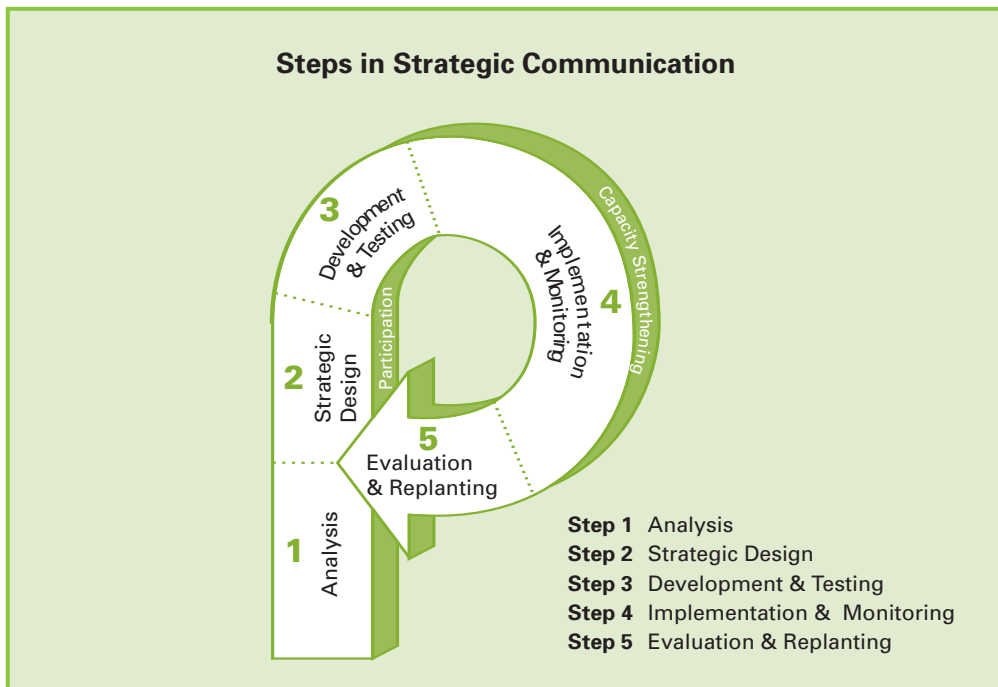 Steps in Strategic Communication
3
Development
& Testing
Implementation
& Monitoring
4
Capacity Strengthening
Participation
2
Strategic
Design
5
Evaluation
& Replanting
1
Analysis
Step 1 Analysis
Step 2 Strategic Design
Step 3 Development & Testing
Step 4 Implementation & Monitoring
Step 5 Evaluation & Replanting